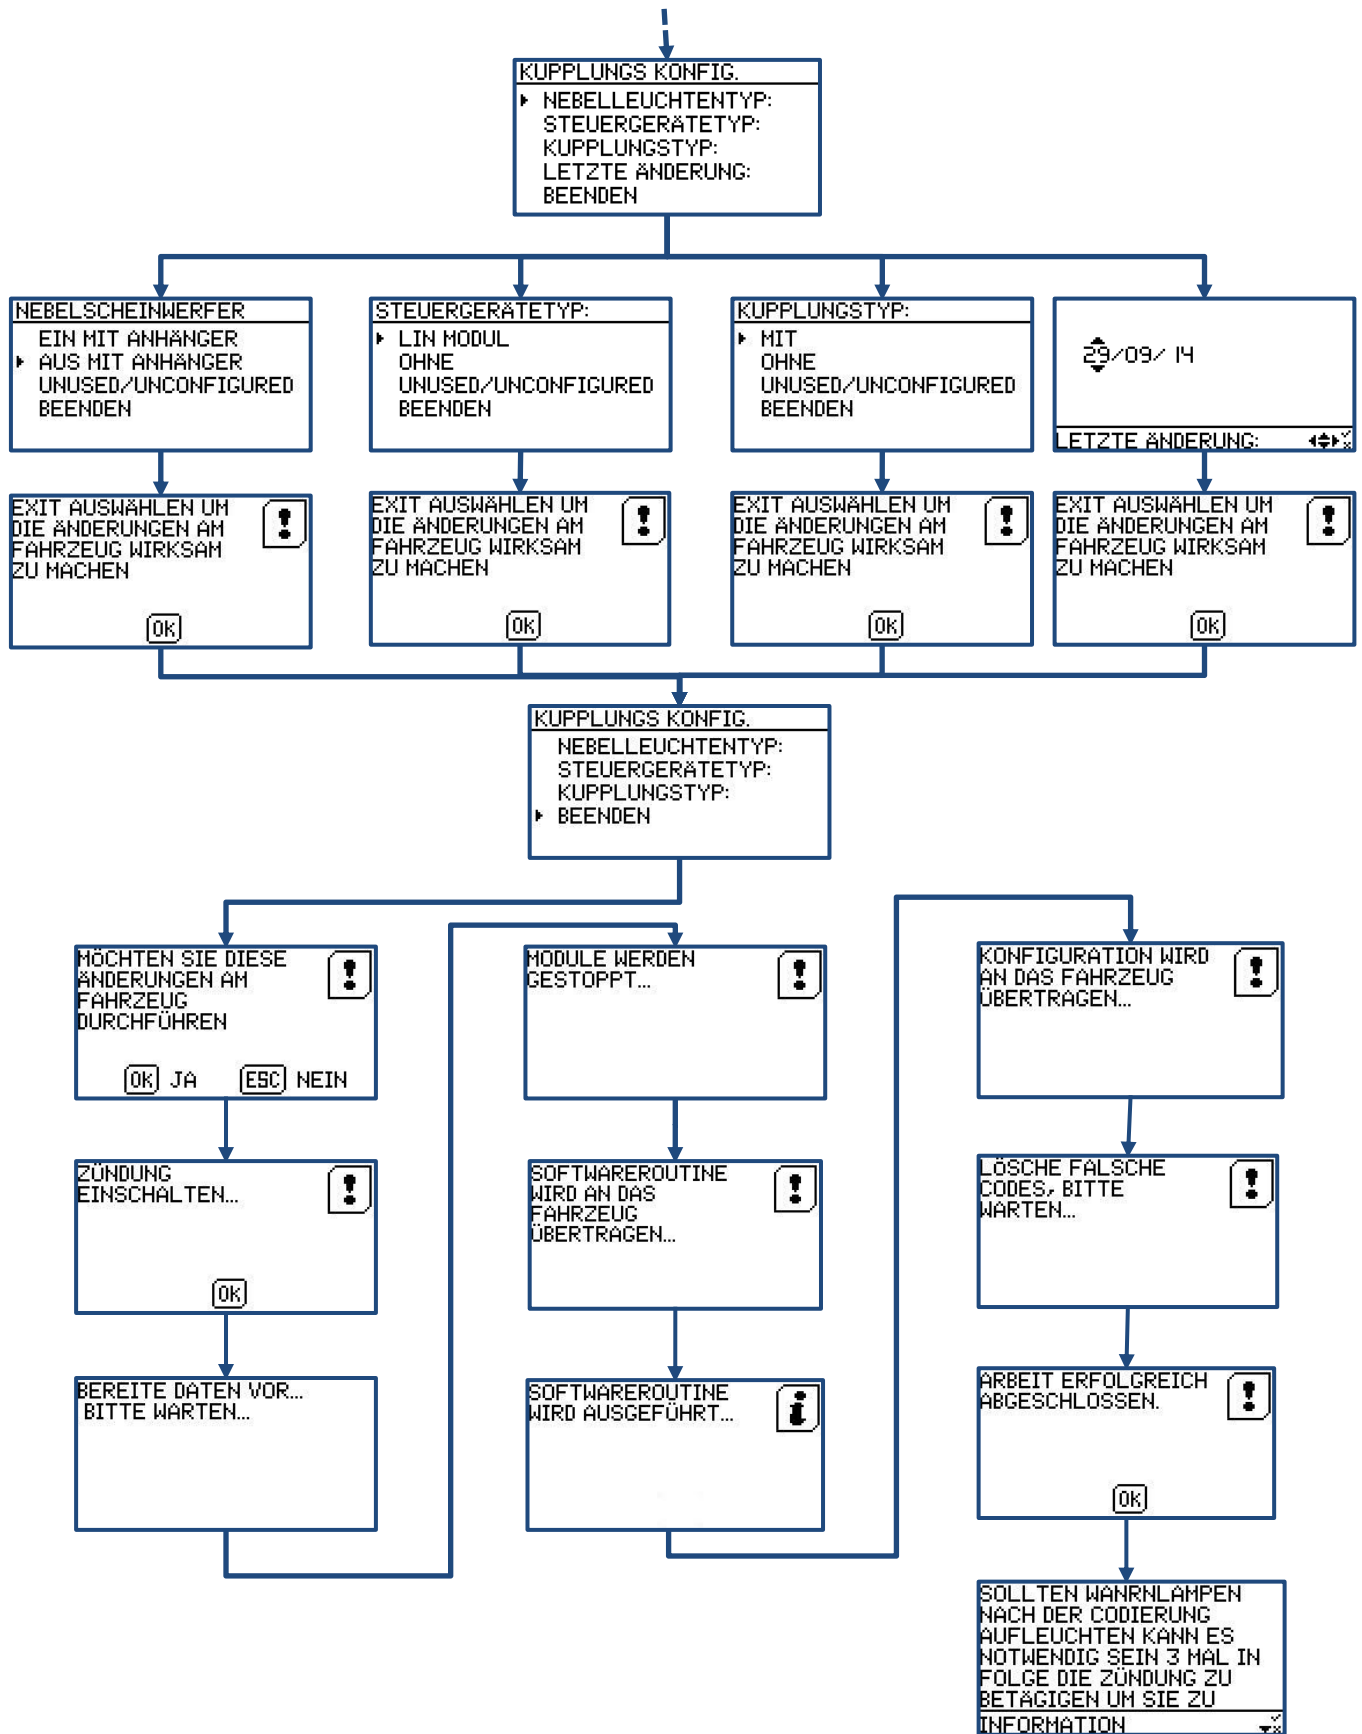 KUPPLUNGS KONFIG.
NEBELLEUCHTENTYP:
STEUERGERÄTETYP:
KUPPLUNGSTYP:
LETZTE ÄNDERUNG:
BEENDEN
NEBELSCHEINWERFER
EIN MIT ANHÄNGER
AUS MIT ANHÄNGER
UNUSED/UNCONFIGURED
BEENDEN
STEUERGERÄTETYP:
LIN MODUL
OHNE
UNUSED/UNCONFIGURED
BEENDEN
KUPPLUNGSTYP:
MIT
OHNE
UNUSED/UNCONFIGURED
BEENDEN
29/09/ 14
LETZTE ÄNDERUNG:
EXIT AUSWÄHLEN UM
DIE ÄNDERUNGEN AM
FAHRZEUG WIRKSAM
ZU MACHEN
OK
EXIT AUSWÄHLEN UM
DIE ÄNDERUNGEN AM
FAHRZEUG WIRKSAM
ZU MACHEN
OK
EXIT AUSWÄHLEN UM
DIE ÄNDERUNGEN AM
FAHRZEUG WIRKSAM
ZU MACHEN
OK
EXIT AUSWÄHLEN UM
DIE ÄNDERUNGEN AM
FAHRZEUG WIRKSAM
ZU MACHEN
OK
KUPPLUNGS KONFIG.
NEBELLEUCHTENTYP:
STEUERGERÄTETYP:
KUPPLUNGSTYP:
BEENDEN
MÖCHTEN SIE DIESE
ÄNDERUNGEN AM
FAHRZEUG
DURCHFÜHREN
OK JA ESC NEIN
ZÜNDUNG
EINSCHALTEN...
OK
BEREITE DATEN VOR...
BITTE WARTEN...
MODULE WERDEN
GESTOPPT...
SOFTWAREROUTINE
WIRD AN DAS
FAHRZEUG
ÜBERTRAGEN...
SOFTWAREROUTINE
WIRD AUSGEFÜHRT...
KONFIGURATION WIRD
AN DAS FAHRZEUG
ÜBERTRAGEN...
LÖSCHE FALSCHE
CODES, BITTE
WARTEN...
ARBEIT ERFOLGREICH
ABGESCHLOSSEN.
OK
SOLLTEN WANRNLAMPEN
NACH DER CODIERUNG
AUFLEUCHTEN KANN ES
NOTWENDIG SEIN 3 MAL IN
FOLGE DIE ZÜNDUNG ZU
BETÄGIGEN UM SIE ZU
INFORMATION